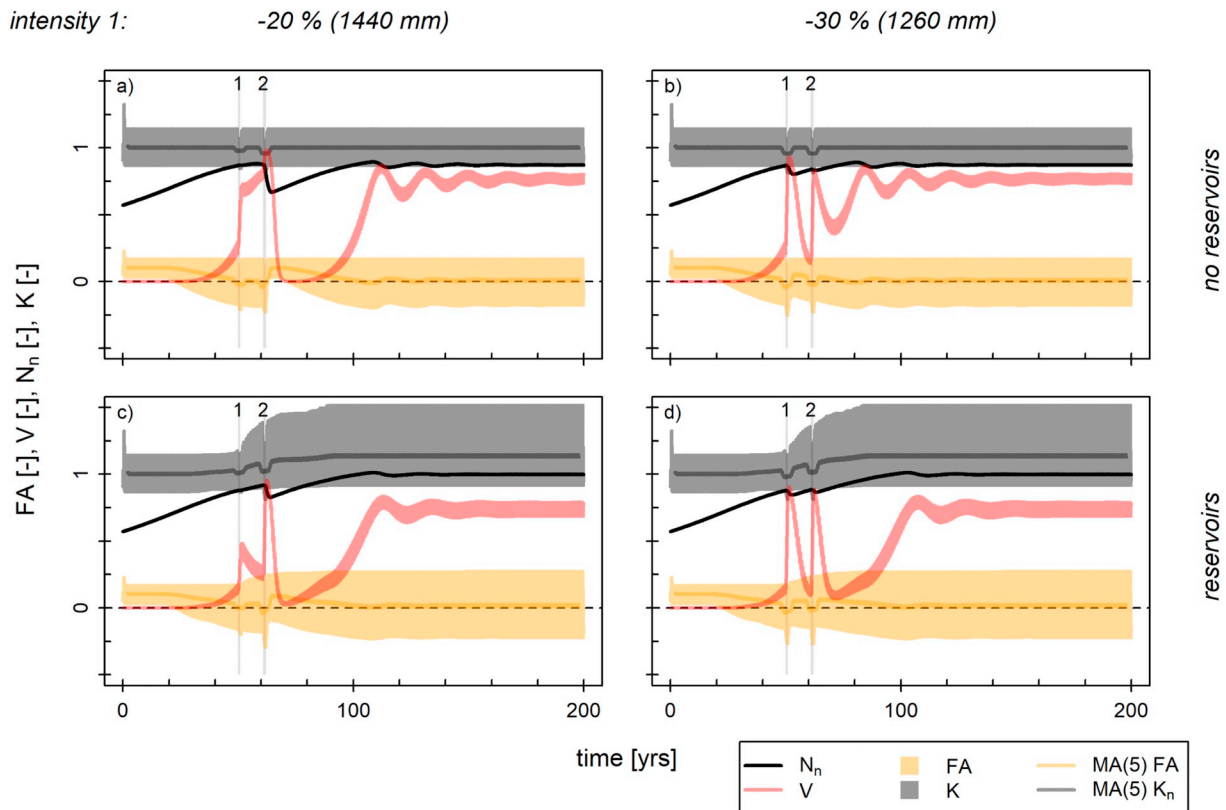 intensity 1: -20 % (1440 mm) -30 % (1260 mm)
a) 1 2
b) 1 2
1
0
no reservoirs
c) 1 2
d) 1 2
1
0
reservoirs
FA [-], V [-], Nn [-], K [-]
0 100 200
0 100 200
time [yrs]
Nn FA MA(5) FA
V K MA(5) Kn